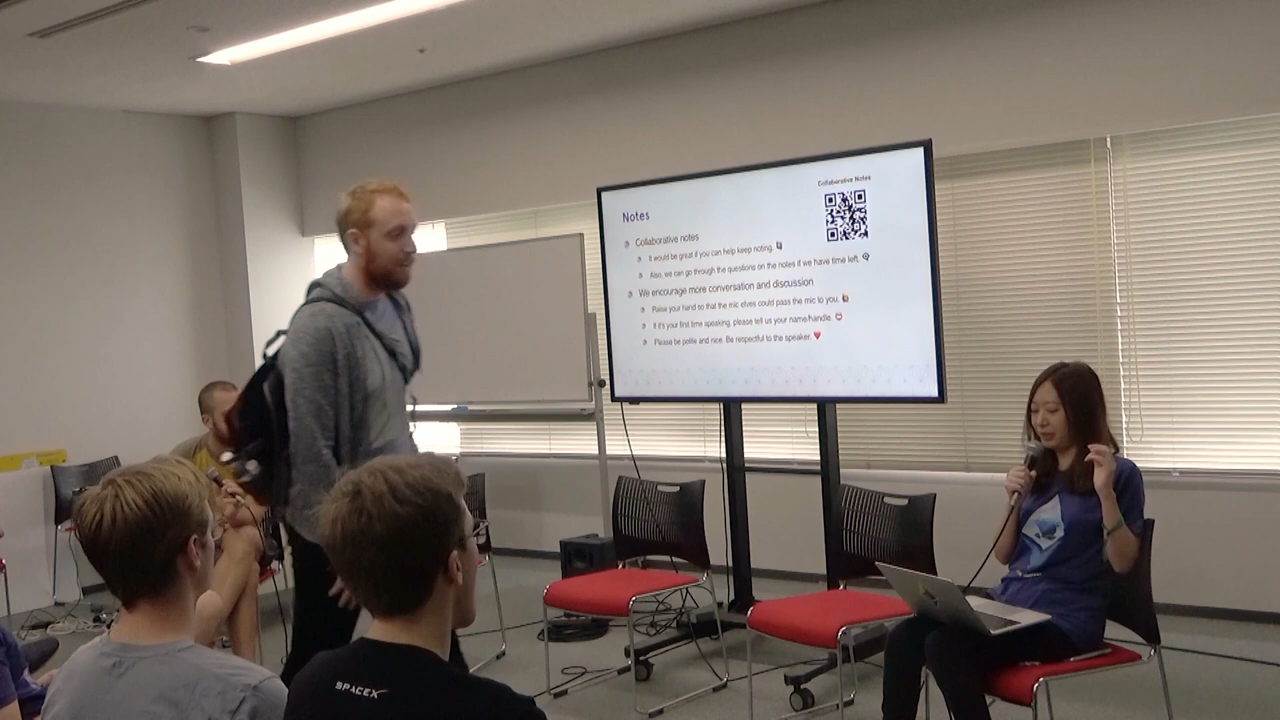 Collaborative Notes
Notes
Collaborative notes
It would be great if you can help keep noting.
Also, we can go through the questions on the notes if we have time left.
We encourage more conversation and discussion
Raise your hand so that the mic elves could pass the mic to you.
If it's your first time speaking, please tell us your name/handle.
Please be polite and nice. Be respectful to the speaker.
SPACEX